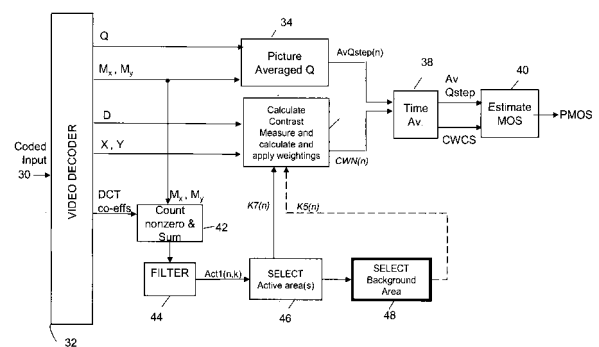 34
Q
Picture
Averaged Q
AvQstep(n)
Mx, My
38
Av
Qstep
40
Time
Av.
Estimate
MOS
PMOS
CWCS
D
Calculate
Contrast
Measure and
calculate and
apply weightings
CWN(n)
X, Y
Coded
Input
30
VIDEO DECODER
DCT
co-effs
Mx, My
K7(n)
K5(n)
Count
nonzero &
Sum
42
FILTER
Act1(n,k)
SELECT
Active area(s)
SELECT
Background
Area
44
46
48
32